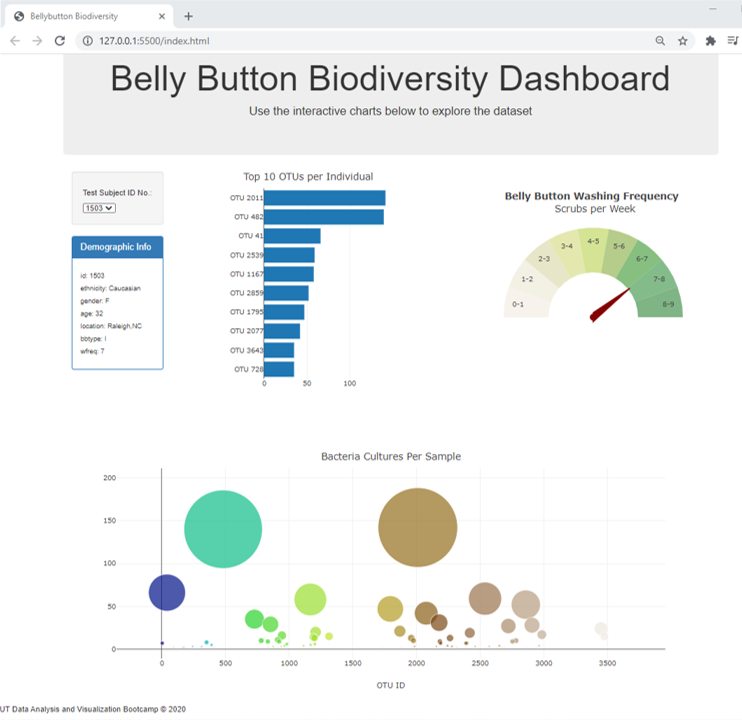 Bellybutton Biodiversity
127.0.0.1:5500/index.html
Belly Button Biodiversity Dashboard
Use the interactive charts below to explore the dataset
Test Subject ID No.:
1503
Demographic Info
id: 1503
ethnicity: Caucasian
gender: F
age: 32
location: Raleigh,NC
bbtype: I
wfreq: 7
Top 10 OTUs per Individual
OTU 2011
OTU 482
OTU 41
OTU 2539
OTU 1167
OTU 2859
OTU 1795
OTU 2077
OTU 3643
OTU 728
0 50 100
Belly Button Washing Frequency
Scrubs per Week
0-1
1-2
2-3
3-4
4-5
5-6
6-7
7-8
8-9
Bacteria Cultures Per Sample
200
150
100
50
0
0 500 1000 1500 2000 2500 3000 3500
OTU ID
UT Data Analysis and Visualization Bootcamp © 2020